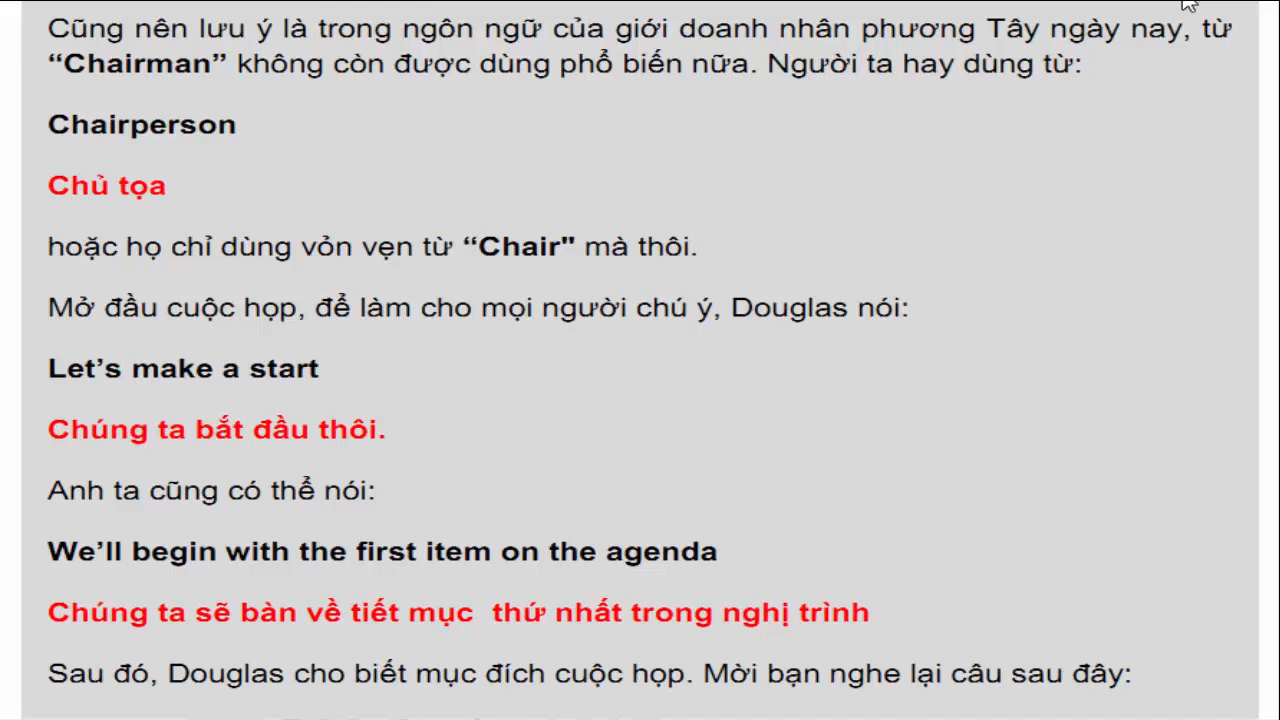 Cũng nên lưu ý là trong ngôn ngữ của giới doanh nhân phương Tây ngày nay, từ
“Chairman” không còn được dùng phổ biến nữa. Người ta hay dùng từ:
Chairperson
Chủ tọa
hoặc họ chỉ dùng vỏn vẹn từ “Chair" mà thôi.
Mở đầu cuộc họp, để làm cho mọi người chú ý, Douglas nói:
Let’s make a start
Chúng ta bắt đầu thôi.
Anh ta cũng có thể nói:
We’ll begin with the first item on the agenda
Chúng ta sẽ bàn về tiết mục  thứ nhất trong nghị trình
Sau đó, Douglas cho biết mục đích cuộc họp. Mời bạn nghe lại câu sau đây: